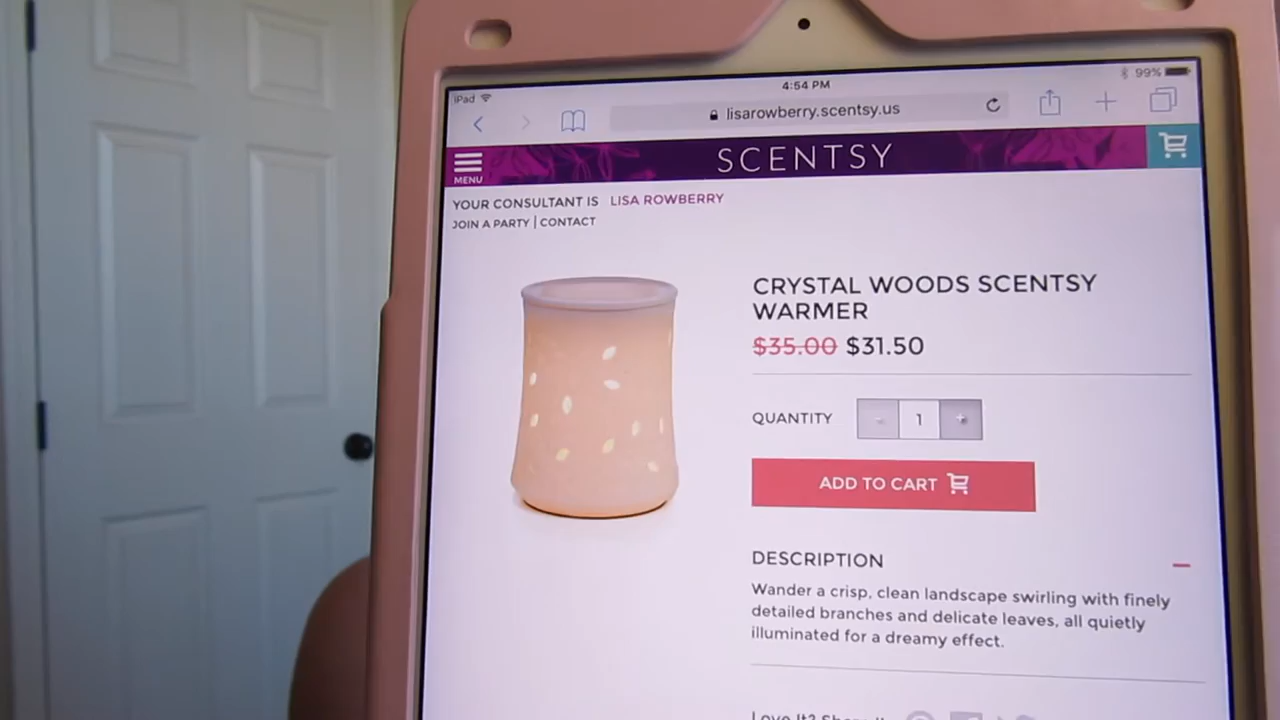 4:54 PM
iPad
99%
lisarowberry.scentsy.us
SCENTSY
MENU
YOUR CONSULTANT IS LISA ROWBERRY
JOIN A PARTY | CONTACT
CRYSTAL WOODS SCENTSY
WARMER
$35.00 $31.50
QUANTITY - 1 +
ADD TO CART
DESCRIPTION
Wander a crisp, clean landscape swirling with finely
detailed branches and delicate leaves, all quietly
illuminated for a dreamy effect.
Love It?